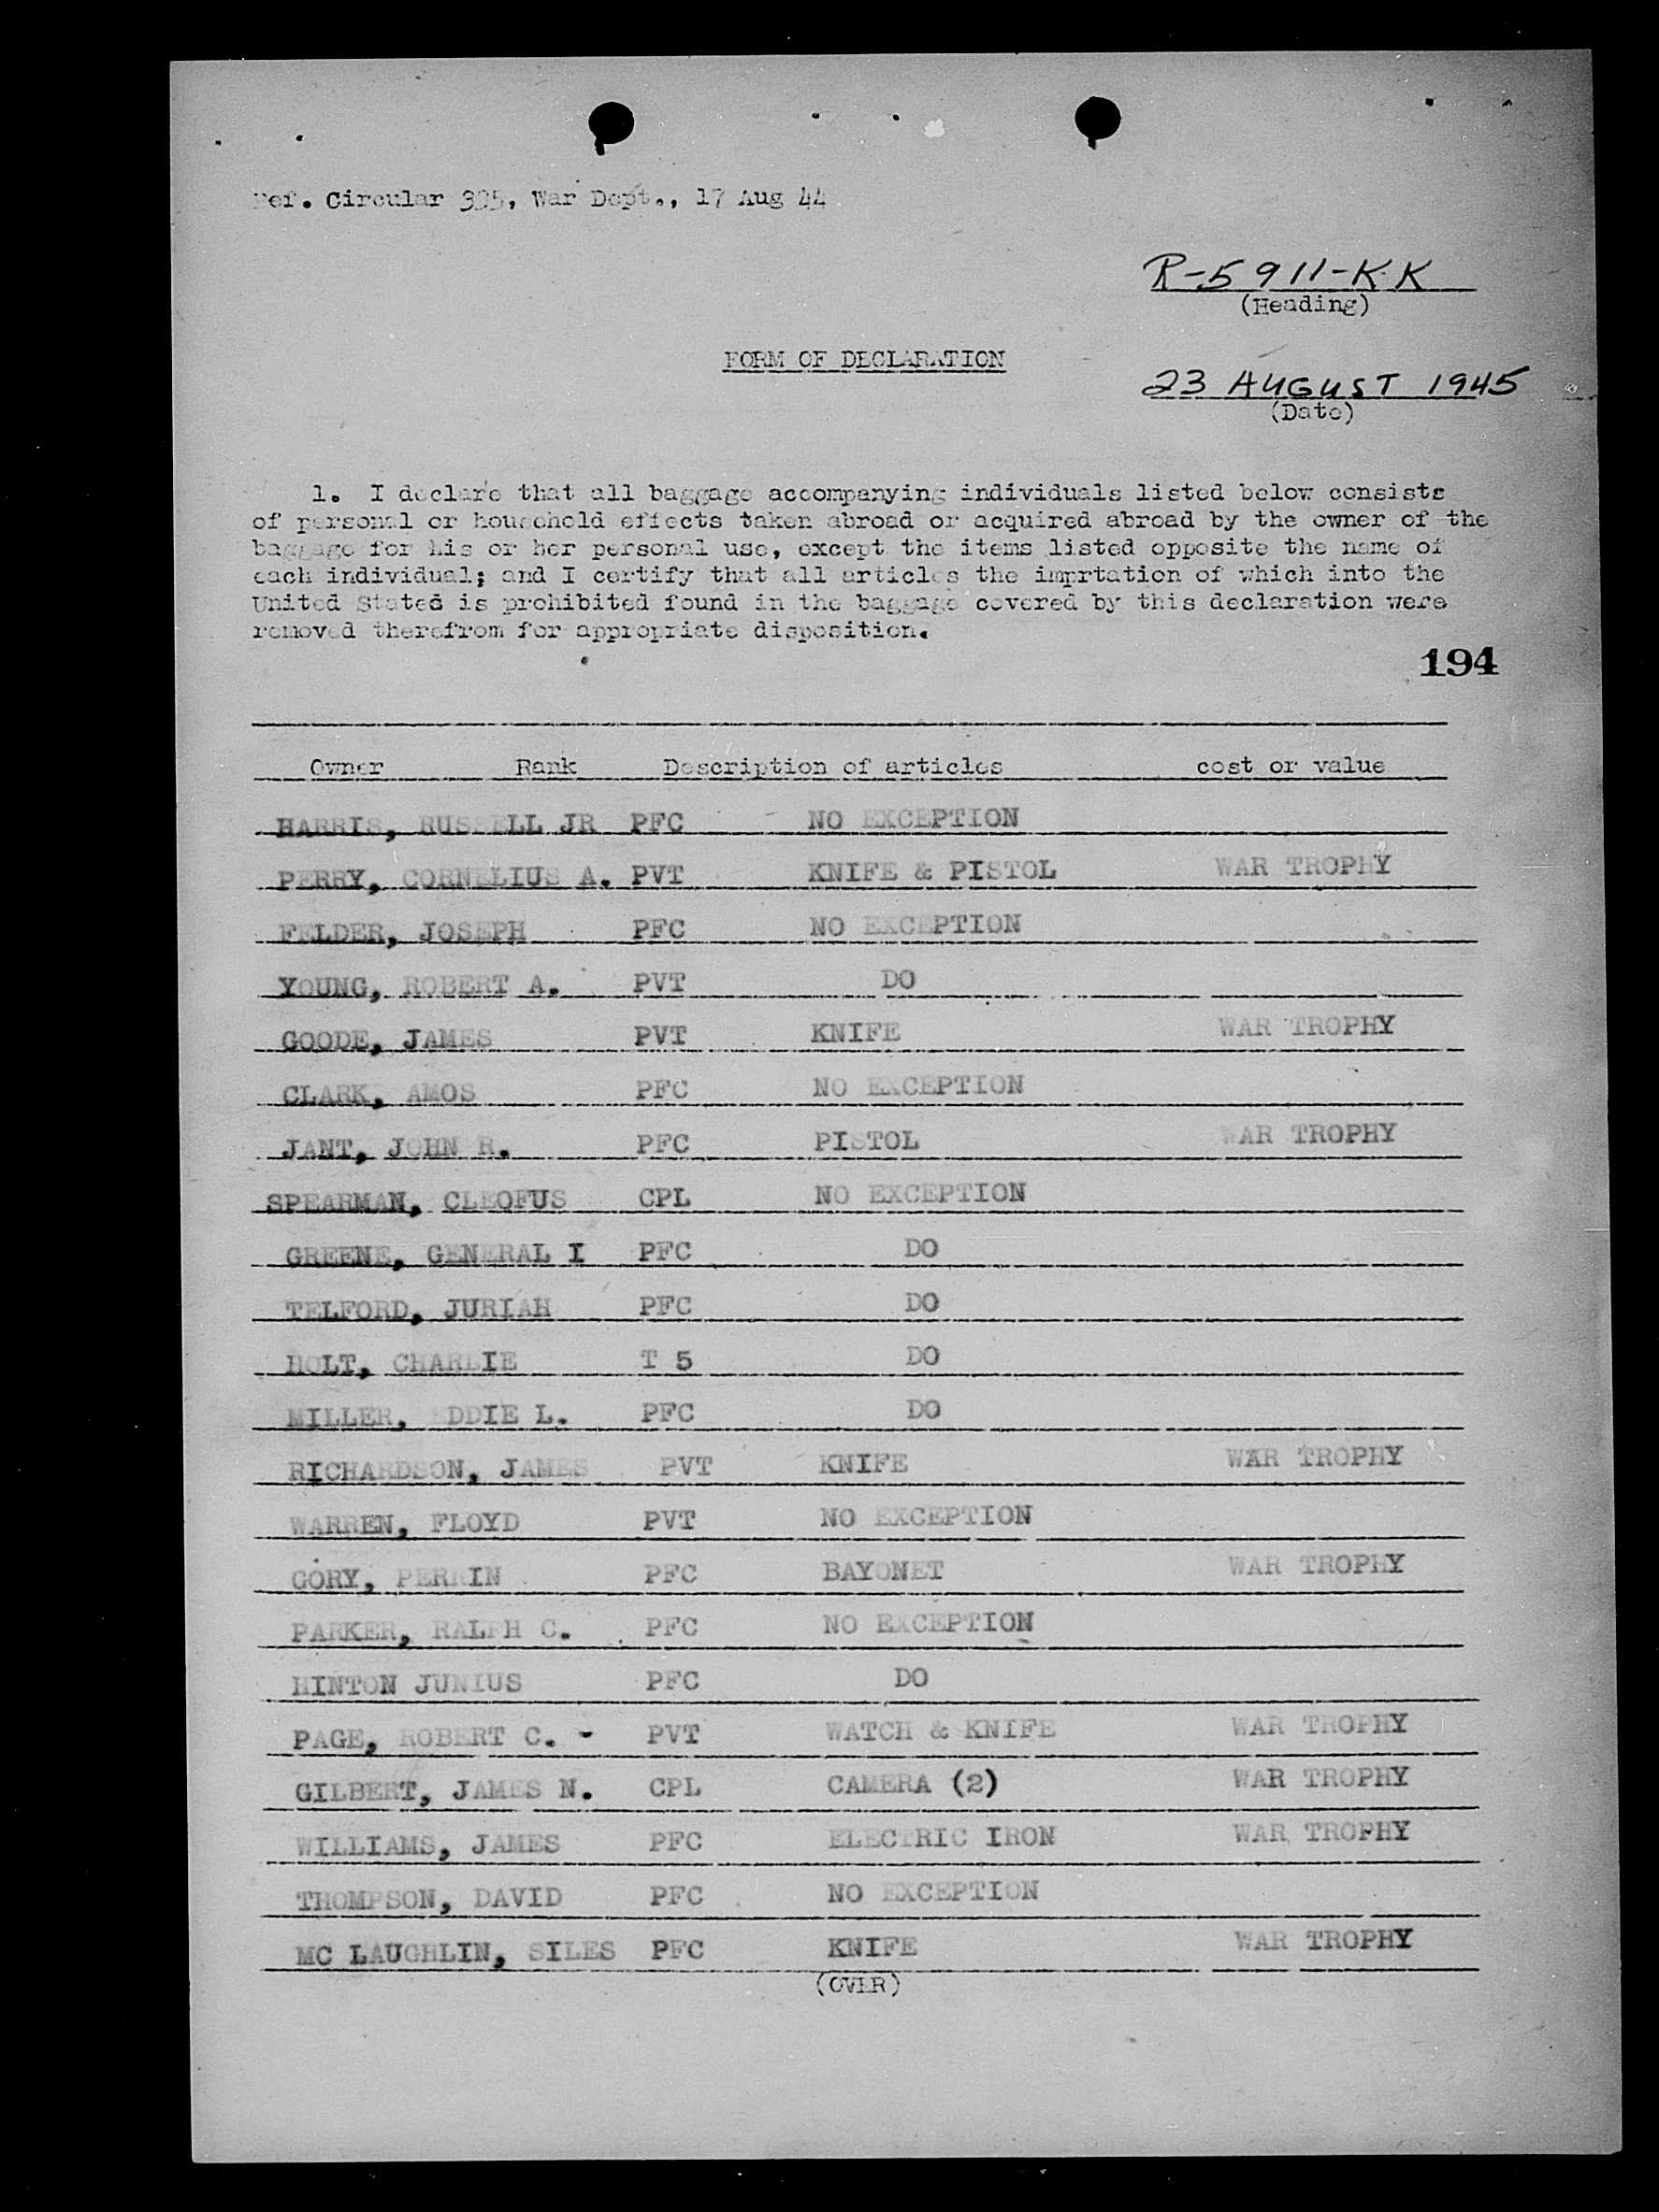 Ref. Circular 335, War Dept., 17 Aug 44
R-5911-KK
(Heading)
FORM OF DECLARATION
23 AUGUST 1945
(Date)
1. I declare that all baggage accompanying individuals listed below consists
of personal or household effects taken abroad or acquired abroad by the owner of the
baggage for his or her personal use, except the items listed opposite the name of
each individual; and I certify that all articles the imprtation of which into the
United States is prohibited found in the baggage covered by this declaration were
removed therefrom for appropriate disposition.
194
Owner Rank Description of articles cost or value
HARRIS, RUSSELL JR PFC NO EXCEPTION
PERRY, CORNELIUS A. PVT KNIFE & PISTOL WAR TROPHY
FELDER, JOSEPH PFC NO EXCEPTION
YOUNG, ROBERT A. PVT DO
GOODE, JAMES PVT KNIFE WAR TROPHY
CLARK, AMOS PFC NO EXCEPTION
JANT, JOHN R. PFC PISTOL WAR TROPHY
SPEARMAN, CLEOFUS CPL NO EXCEPTION
GREENE, GENERAL I PFC DO
TELFORD, JURIAH PFC DO
HOLT, CHARLIE T 5 DO
MILLER, EDDIE L. PFC DO
RICHARDSON, JAMES PVT KNIFE WAR TROPHY
WARREN, FLOYD PVT NO EXCEPTION
GORY, PERKIN PFC BAYONET WAR TROPHY
PARKER, RALPH C. PFC NO EXCEPTION
HINTON JUNIUS PFC DO
PAGE, ROBERT C. - PVT WATCH & KNIFE WAR TROPHY
GILBERT, JAMES N. CPL CAMERA (2) WAR TROPHY
WILLIAMS, JAMES PFC ELECTRIC IRON WAR TROPHY
THOMPSON, DAVID PFC NO EXCEPTION
MC LAUGHLIN, SILES PFC KNIFE WAR TROPHY
(OVER)